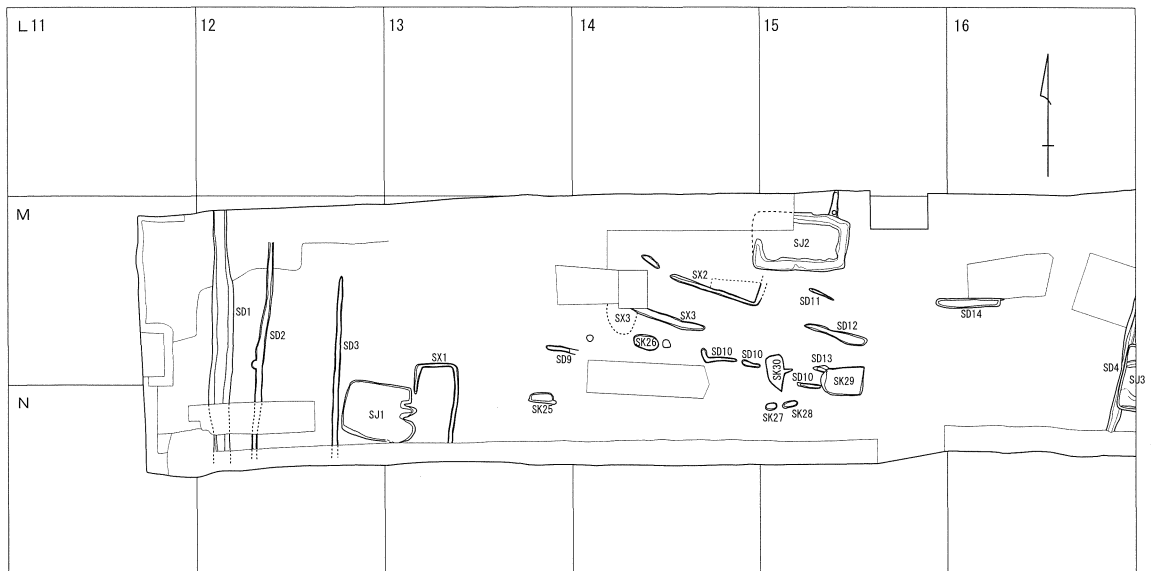 L 11 12 13 14 15 16
M
SJ2
SX2
SD11
SD14
SD1
SX3 SX3
SD12
SD2
SD3
SK26
SD9
SD10 SD10
SX1
SK30
SD13
SD4
SD10
SK29
SJ3
N
SJ1
SK25
SK27 SK28